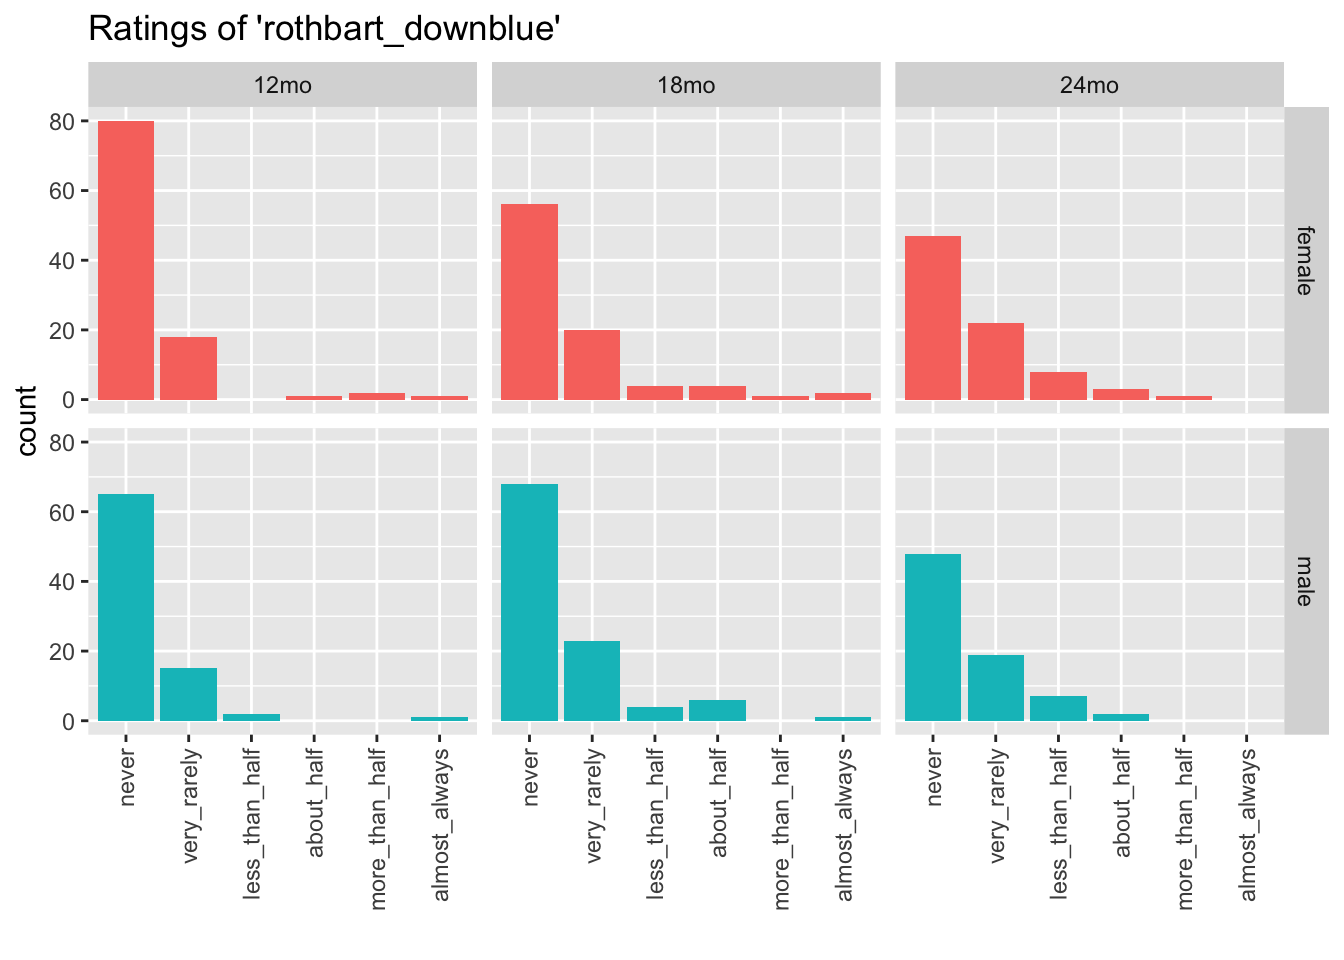 Ratings of 'rothbart_downblue'
12mo
18mo
24mo
count
80
60
40
20
0
female
80
60
40
20
0
male
never
very_rarely
less_than_half
about_half
more_than_half
almost_always
never
very_rarely
less_than_half
about_half
more_than_half
almost_always
never
very_rarely
less_than_half
about_half
more_than_half
almost_always